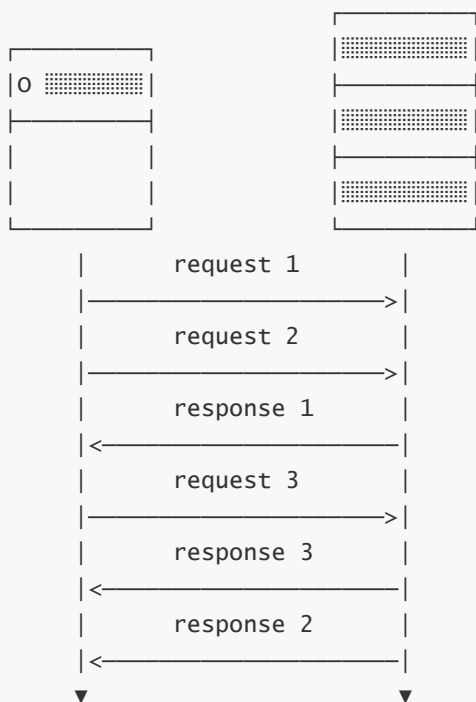 O
request 1
request 2
response 1
request 3
response 3
response 2